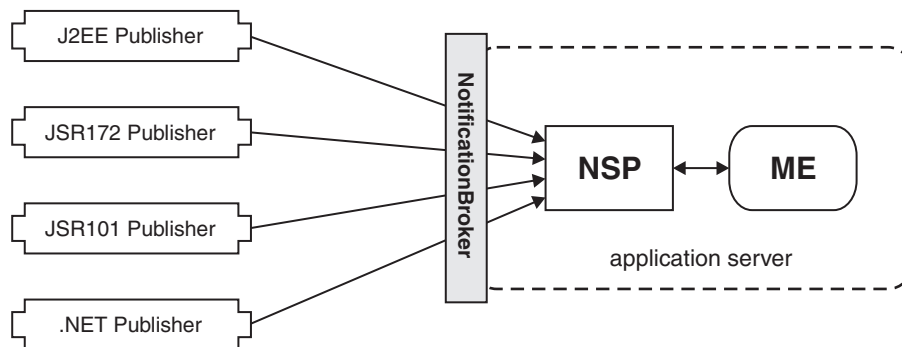 J2EE Publisher
JSR172 Publisher
JSR101 Publisher
.NET Publisher
NotificationBroker
NSP
ME
application server